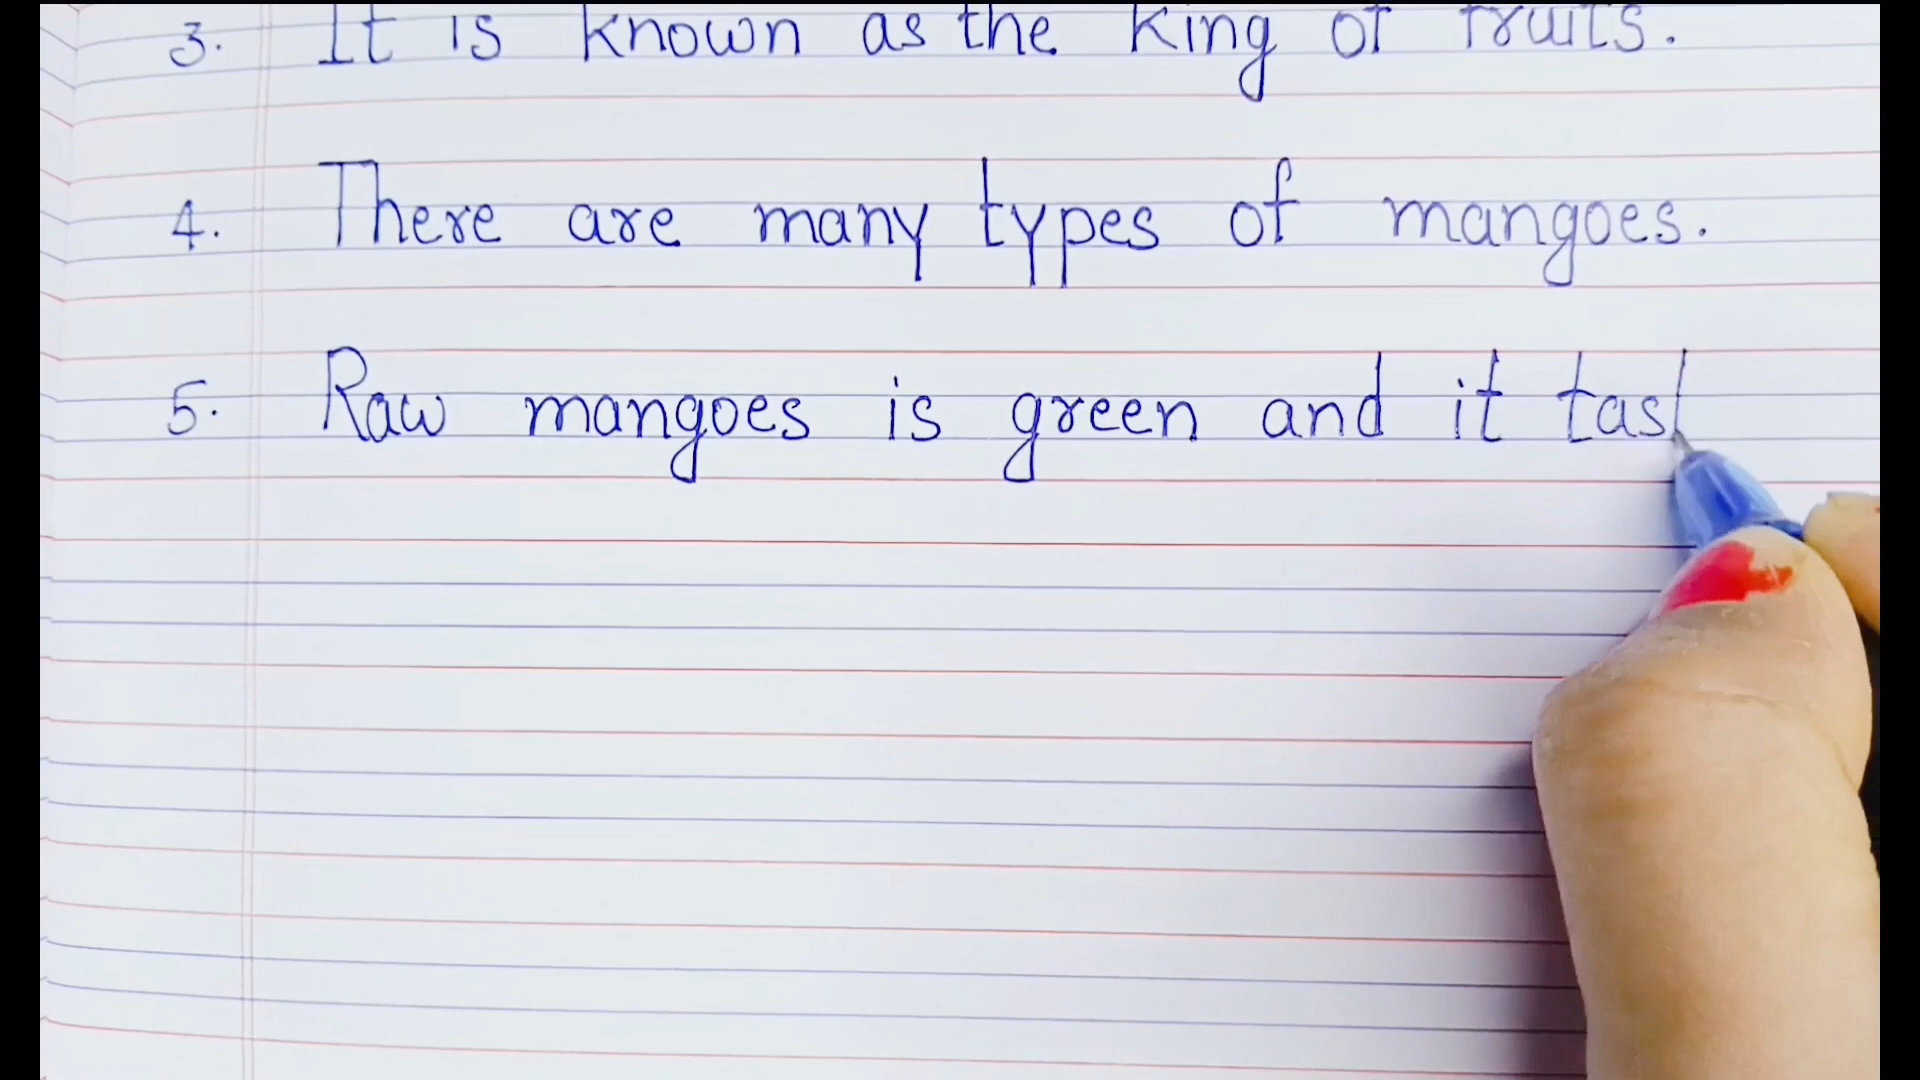 3. It is known as the king of fruits.
4. There are many types of mangoes.
5. Raw mangoes is green and it tas